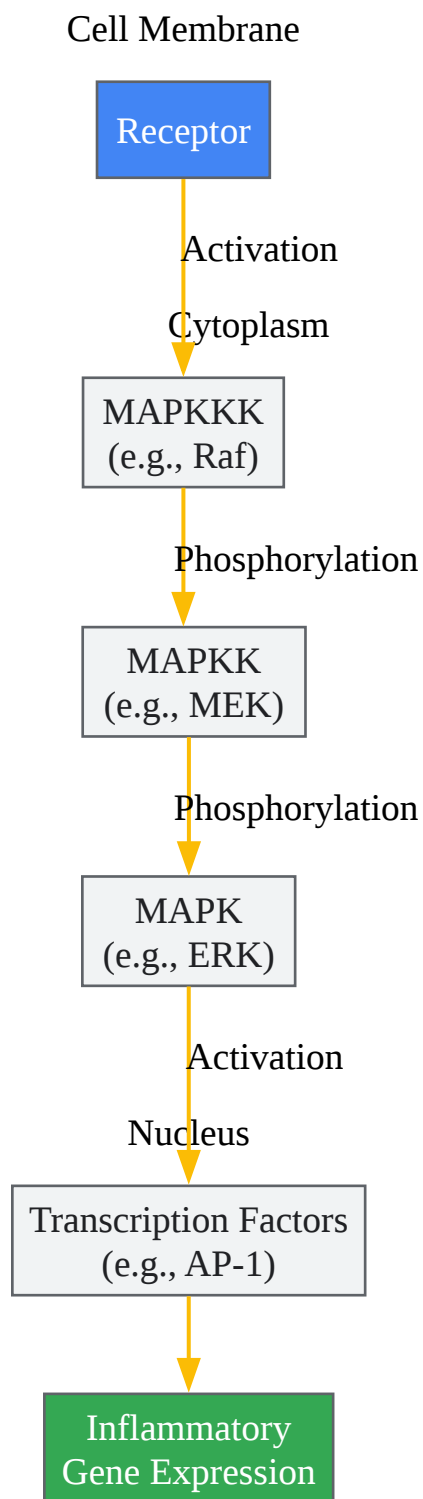 Cell Membrane
Receptor
Activation
Cytoplasm
MAPKKK
(e.g., Raf)
Phosphorylation
MAPKK
(e.g., MEK)
Phosphorylation
MAPK
(e.g., ERK)
Activation
Nucleus
Transcription Factors
(e.g., AP-1)
Inflammatory
Gene Expression